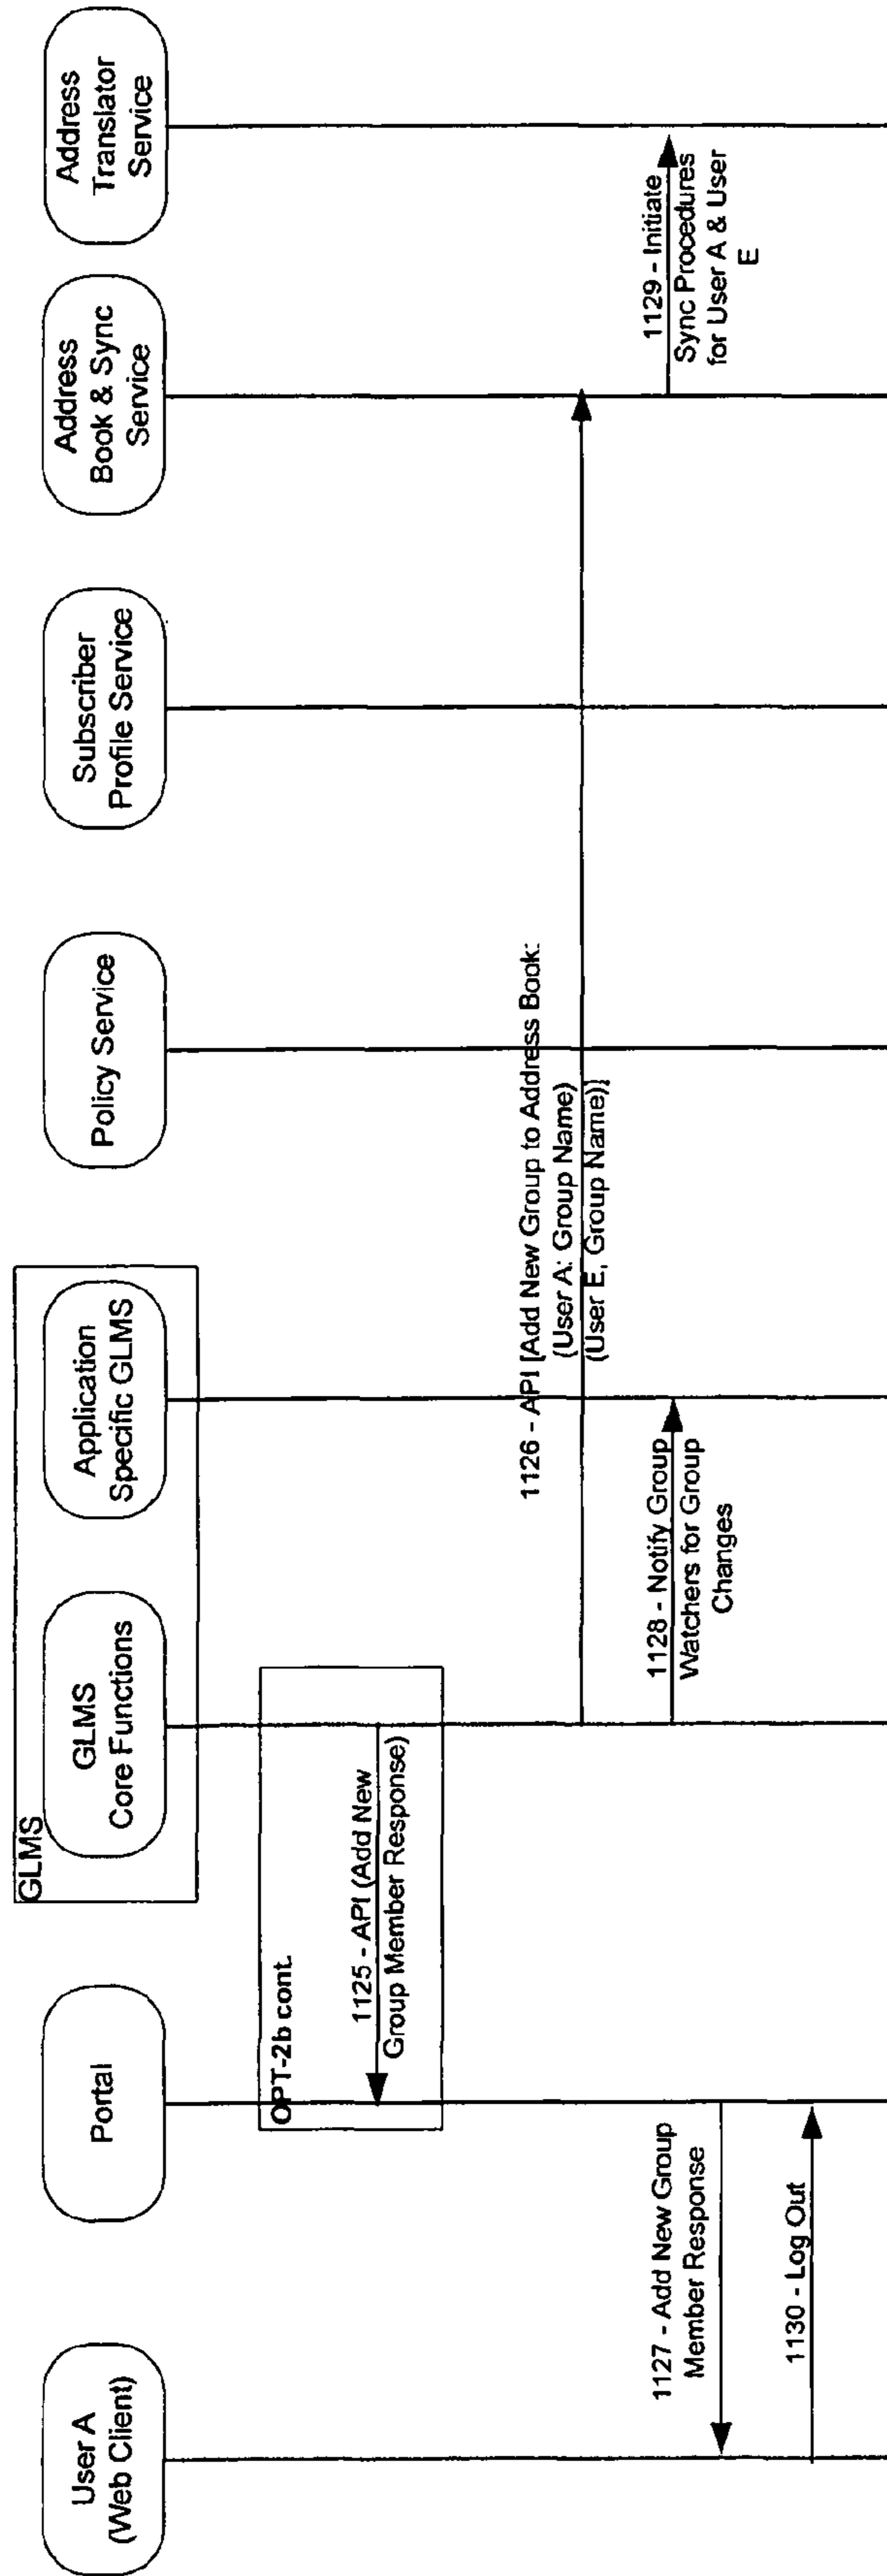 GLMS
User A
(Web Client)
Portal
GLMS
Core Functions
Application
Specific GLMS
Policy Service
Subscriber
Profile Service
Address
Book & Sync
Service
Address
Translator
Service
OPT-2b cont.
1125 - API (Add New
Group Member Response)
1126 - API [Add New Group to Address Book:
(User A: Group Name)
(User E, Group Name)]
1127 - Add New Group
Member Response
1128 - Notify Group
Watchers for Group
Changes
1129 - Initiate
Sync Procedures
for User A & User
E
1130 - Log Out